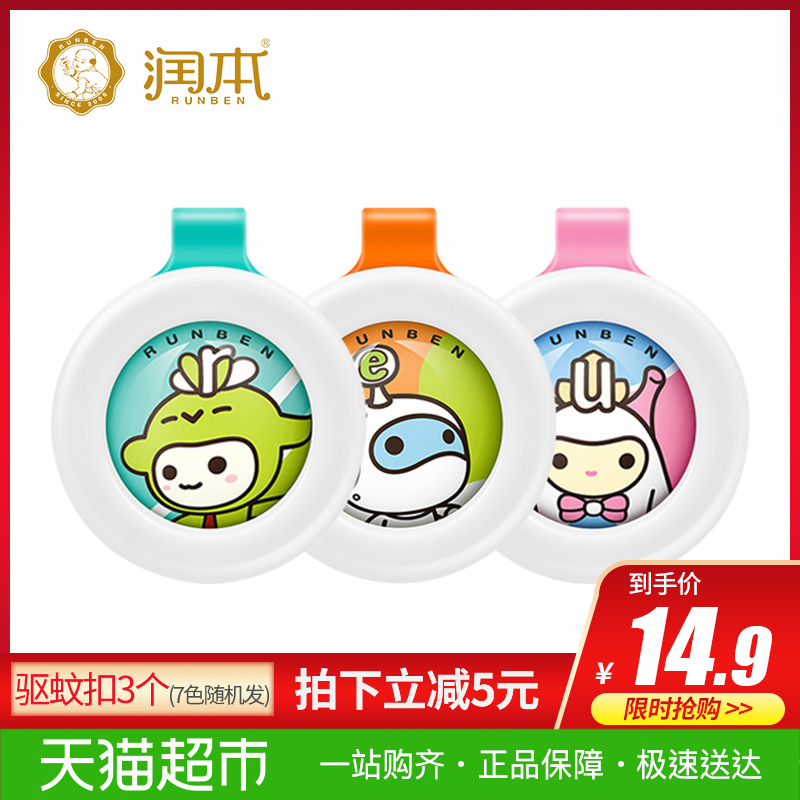 RUNBEN
SINCE 2006
润本®
RUNBEN
RUNBEN
r
UNBEN
e
UNBEN
u
到手价
¥14.9
限时抢购 >>
驱蚊扣3个(7色随机发)
拍下立减5元
天猫超市
一站购齐·正品保障·极速送达